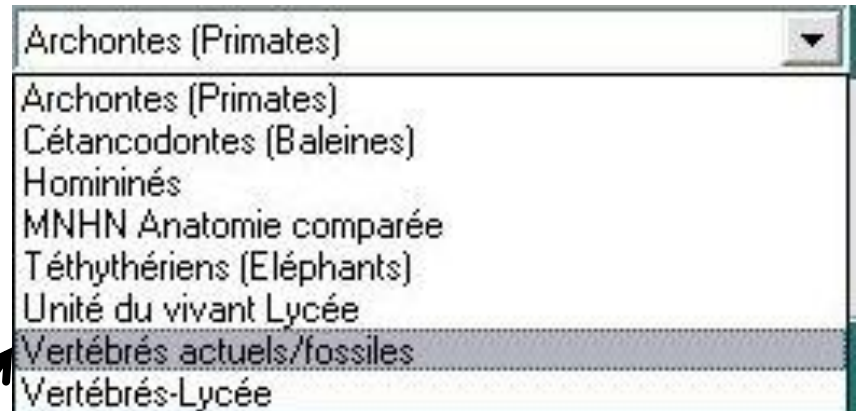 Archontes (Primates)
Archontes (Primates)
Cétancodontes (Baleines)
Homininés
MNHN Anatomie comparée
Téthythériens (Eléphants)
Unité du vivant Lycée
Vertébrés actuels/fossiles
Vertébrés-Lycée